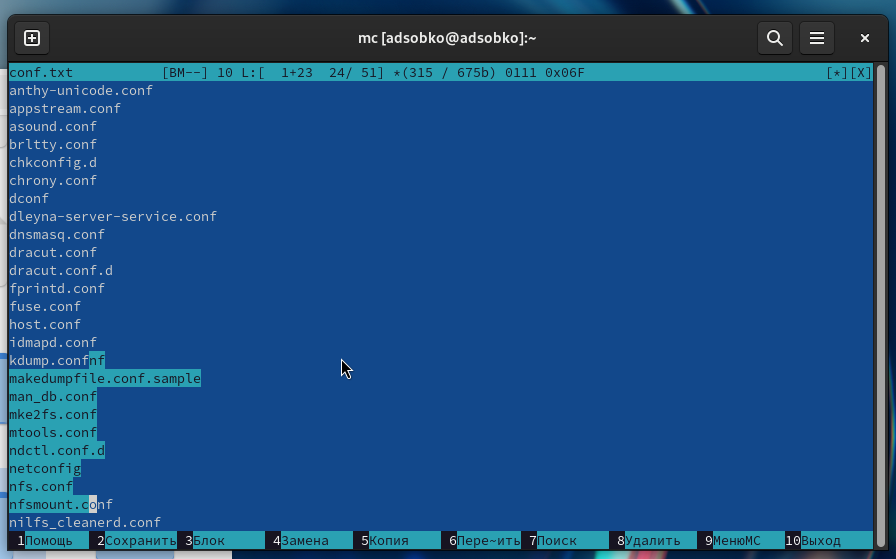 mc [adsobko@adsobko]:~
conf.txt [BM--] 10 L:[ 1+23 24/ 51] *(315 / 675b) 0111 0x06F [*][X]
anthy-unicode.conf
appstream.conf
asound.conf
brltty.conf
chkconfig.d
chrony.conf
dconf
dleyna-server-service.conf
dnsmasq.conf
dracut.conf
dracut.conf.d
fprintd.conf
fuse.conf
host.conf
idmapd.conf
kdump.confnf
makedumpfile.conf.sample
man_db.conf
mke2fs.conf
mtools.conf
ndctl.conf.d
netconfig
nfs.conf
nfsmount.conf
nilfs_cleanerd.conf
1Помощь 2Сохранить 3Блок 4Замена 5Копия 6Пере~ить 7Поиск 8Удалить 9МенюMC 10Выход